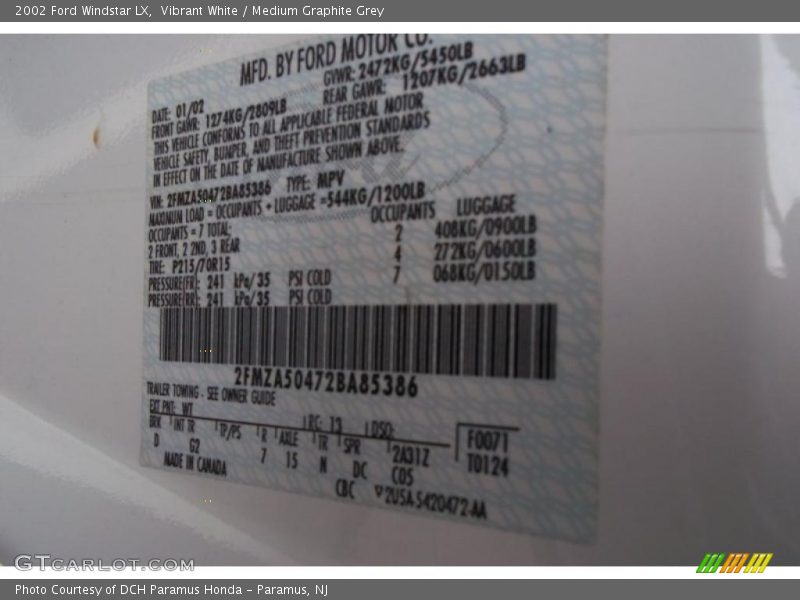 2002 Ford Windstar LX, Vibrant White / Medium Graphite Grey
MFD. BY FORD MOTOR CO.
DATE: 01/02 GVWR: 2472KG/5450LB
FRONT GAWR: 1274KG/2809LB REAR GAWR: 1207KG/2663LB
THIS VEHICLE CONFORMS TO ALL APPLICABLE FEDERAL MOTOR
VEHICLE SAFETY, BUMPER, AND THEFT PREVENTION STANDARDS
IN EFFECT ON THE DATE OF MANUFACTURE SHOWN ABOVE.
VIN: 2FMZA50472BA85386 TYPE: MPV
MAXIMUM LOAD = OCCUPANTS + LUGGAGE =544KG/1200LB
OCCUPANTS = 7 TOTAL: OCCUPANTS LUGGAGE
2 FRONT, 2 2ND, 3 REAR 2 408KG/0900LB
TIRE: P215/70R15 4 272KG/0600LB
PRESSURE(FR): 241 kPa/35 PSI COLD 7 068KG/0150LB
PRESSURE(RR): 241 kPa/35 PSI COLD
2FMZA50472BA85386
TRAILER TOWING - SEE OWNER GUIDE
EXT PNT: WT RC: 13 DSO:
BRK INT TR TP/PS R AXLE TR SPR 2A31Z F0071
D G2 7 15 N DC C05 T0124
MADE IN CANADA CBC 2U5A-5420472-AA
GTcarlot.com
Photo Courtesy of DCH Paramus Honda - Paramus, NJ